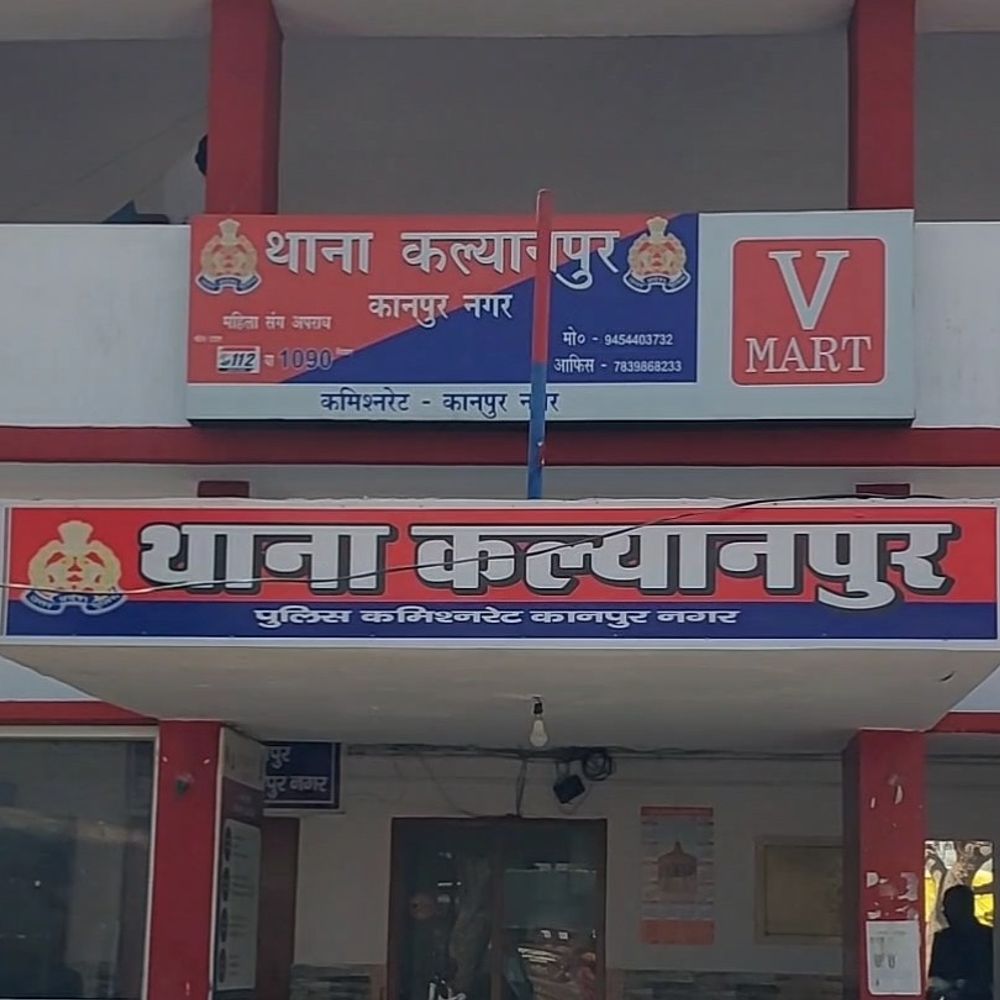 थाना कल्यानपुर
कानपुर नगर
महिला संग अपराध
112 या 1090
मो० - 9454403732
आफिस - 7839868233
कमिश्नरेट - कानपुर नगर
V
MART
थाना कल्यानपुर
पुलिस कमिश्नरेट कानपुर नगर
पुर
पुर नगर